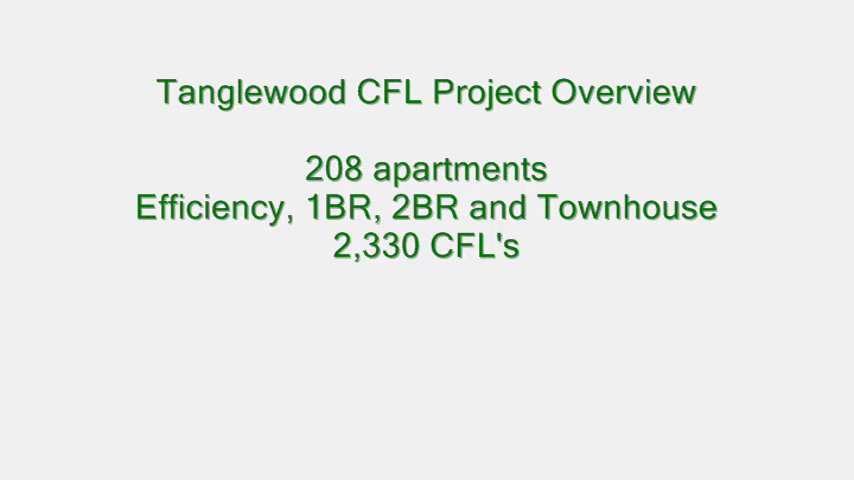 Tanglewood CFL Project Overview
208 apartments
Efficiency, 1BR, 2BR and Townhouse
2,330 CFL's